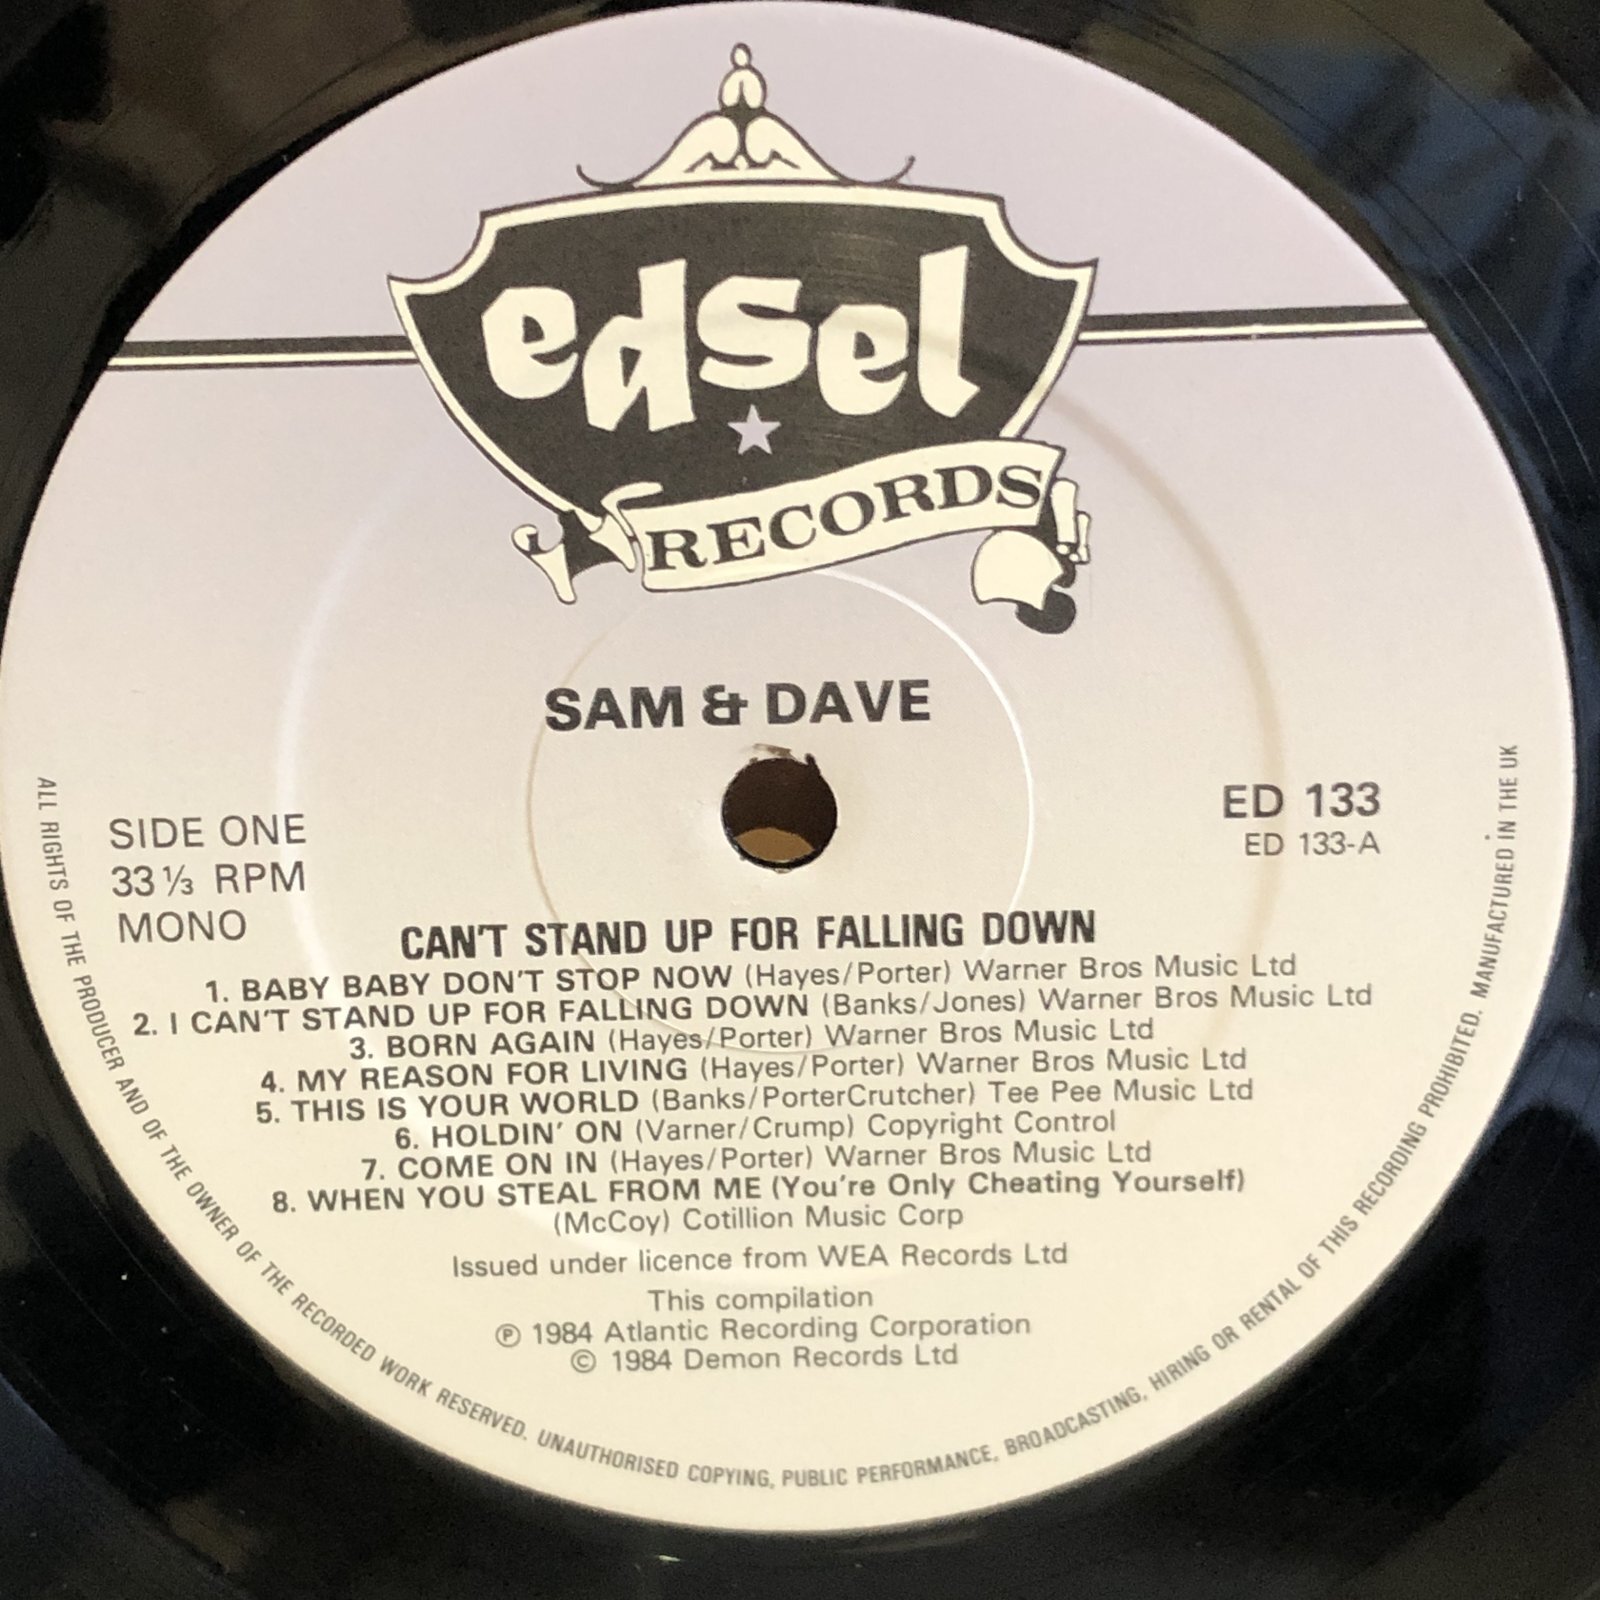 edsel
RECORDS
SAM & DAVE
SIDE ONE
33 ⅓ RPM
MONO
ED 133
ED 133-A
CAN'T STAND UP FOR FALLING DOWN
1. BABY BABY DON'T STOP NOW (Hayes/Porter) Warner Bros Music Ltd
2. I CAN'T STAND UP FOR FALLING DOWN (Banks/Jones) Warner Bros Music Ltd
3. BORN AGAIN (Hayes/Porter) Warner Bros Music Ltd
4. MY REASON FOR LIVING (Hayes/Porter) Warner Bros Music Ltd
5. THIS IS YOUR WORLD (Banks/PorterCrutcher) Tee Pee Music Ltd
6. HOLDIN' ON (Varner/Crump) Copyright Control
7. COME ON IN (Hayes/Porter) Warner Bros Music Ltd
8. WHEN YOU STEAL FROM ME (You're Only Cheating Yourself)
(McCoy) Cotillion Music Corp
Issued under licence from WEA Records Ltd
This compilation
℗ 1984 Atlantic Recording Corporation
© 1984 Demon Records Ltd
ALL RIGHTS OF THE PRODUCER AND OF THE OWNER OF THE RECORDED WORK RESERVED. UNAUTHORISED COPYING, PUBLIC PERFORMANCE, BROADCASTING, HIRING OR RENTAL OF THIS RECORDING PROHIBITED. MANUFACTURED IN THE UK